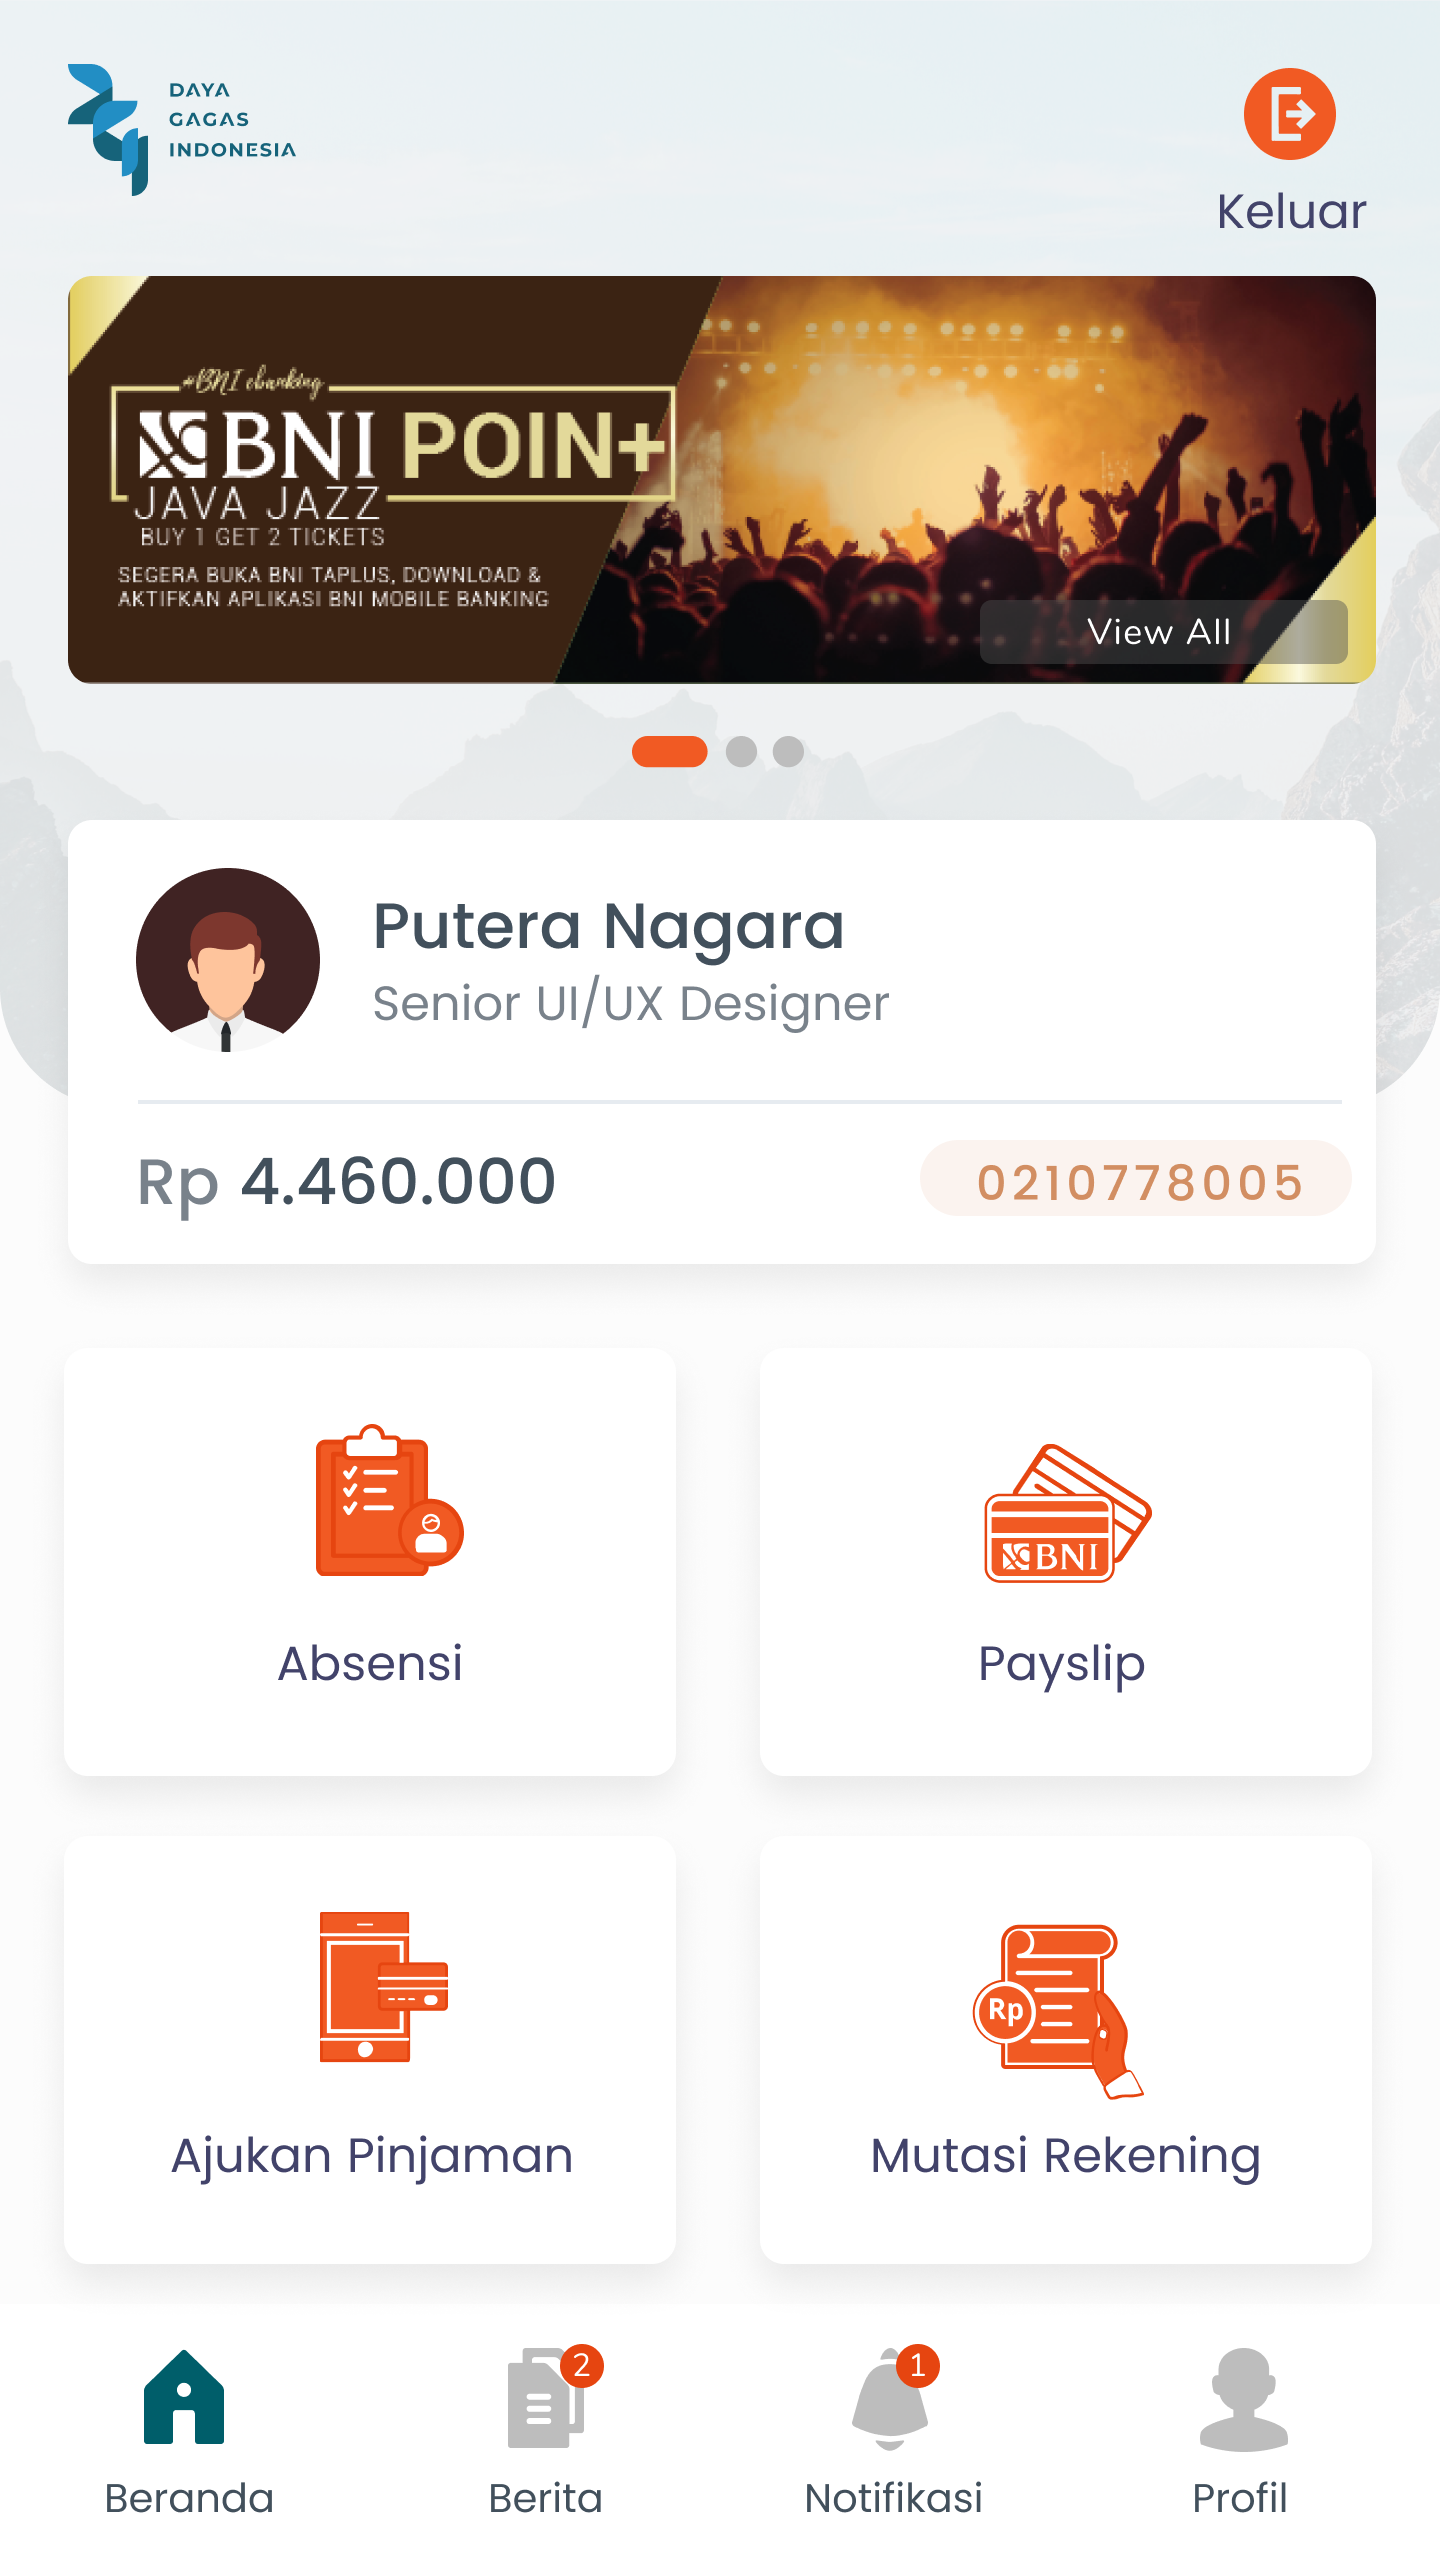 DAYA
GAGAS
INDONESIA
Keluar
#BNI ebanking
BNI POIN+
JAVA JAZZ
BUY 1 GET 2 TICKETS
SEGERA BUKA BNI TAPLUS, DOWNLOAD &
AKTIFKAN APLIKASI BNI MOBILE BANKING
View All
Putera Nagara
Senior UI/UX Designer
Rp 4.460.000
0210778005
BNI
Absensi
Payslip
Rp
Ajukan Pinjaman
Mutasi Rekening
2
1
Beranda
Berita
Notifikasi
Profil